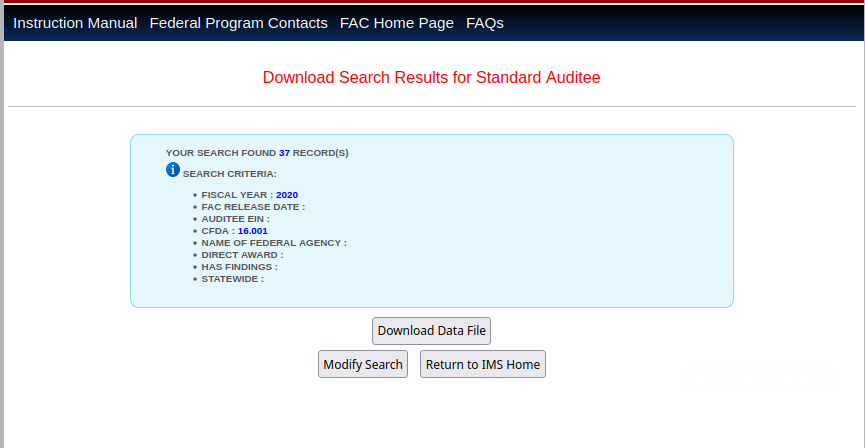 Instruction Manual Federal Program Contacts FAC Home Page FAQs
Download Search Results for Standard Auditee
YOUR SEARCH FOUND 37 RECORD(S)
SEARCH CRITERIA:
• FISCAL YEAR : 2020
• FAC RELEASE DATE :
• AUDITEE EIN :
• CFDA : 16.001
• NAME OF FEDERAL AGENCY :
• DIRECT AWARD :
• HAS FINDINGS :
• STATEWIDE :
Download Data File
Modify Search Return to IMS Home